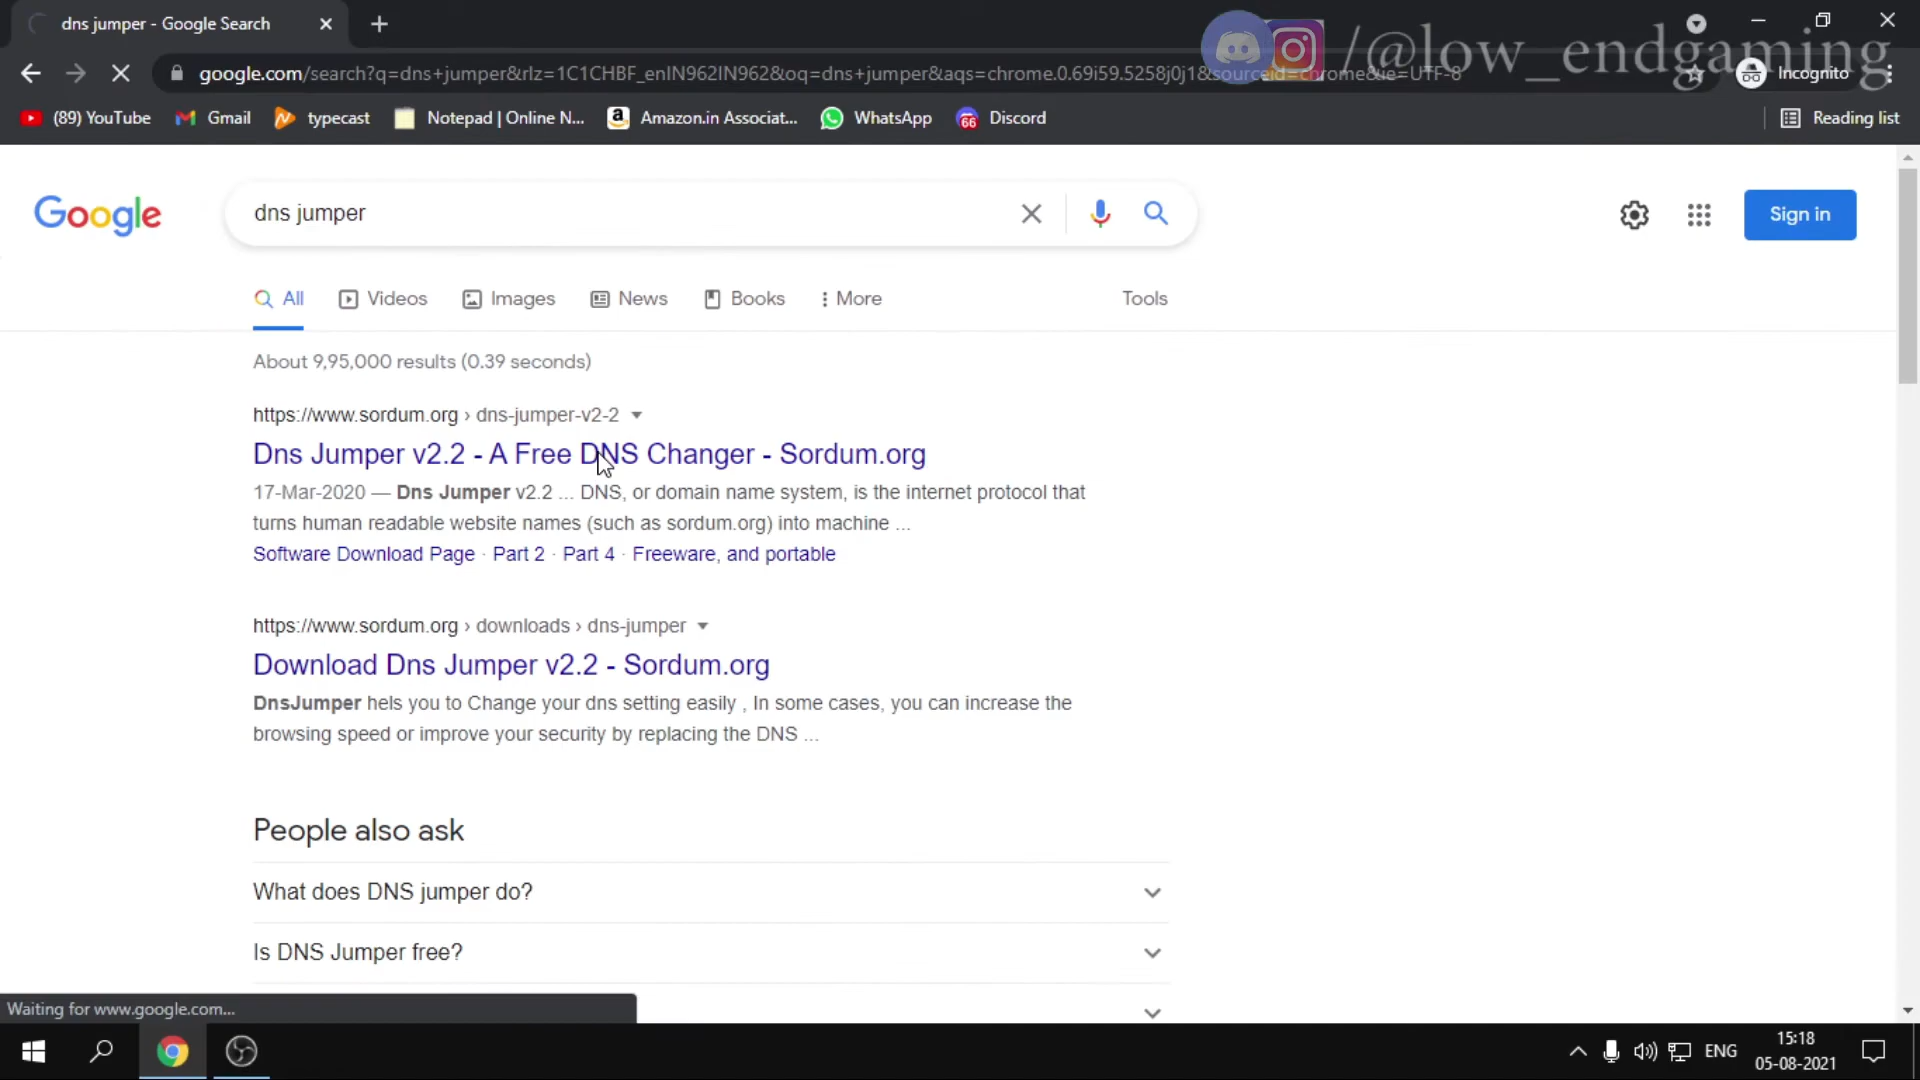 dns jumper - Google Search
/@low_endgaming
google.com/search?q=dns+jumper&rlz=1C1CHBF_enIN962IN962&oq=dns+jumper&aqs=chrome.0.69i59.5258j0j1&sourceid=chrome&ie=UTF-8
Incognito
(89) YouTube
Gmail
typecast
Notepad | Online N...
Amazon.in Associat...
WhatsApp
66
Discord
Reading list
Google
dns jumper
Sign in
All
Videos
Images
News
Books
More
Tools
About 9,95,000 results (0.39 seconds)
https://www.sordum.org › dns-jumper-v2-2
Dns Jumper v2.2 - A Free DNS Changer - Sordum.org
17-Mar-2020 — Dns Jumper v2.2 ... DNS, or domain name system, is the internet protocol that
turns human readable website names (such as sordum.org) into machine ...
Software Download Page · Part 2 · Part 4 · Freeware, and portable
https://www.sordum.org › downloads › dns-jumper
Download Dns Jumper v2.2 - Sordum.org
DnsJumper hels you to Change your dns setting easily , In some cases, you can increase the
browsing speed or improve your security by replacing the DNS ...
People also ask
What does DNS jumper do?
Is DNS Jumper free?
Waiting for www.google.com...
ENG
15:18
05-08-2021